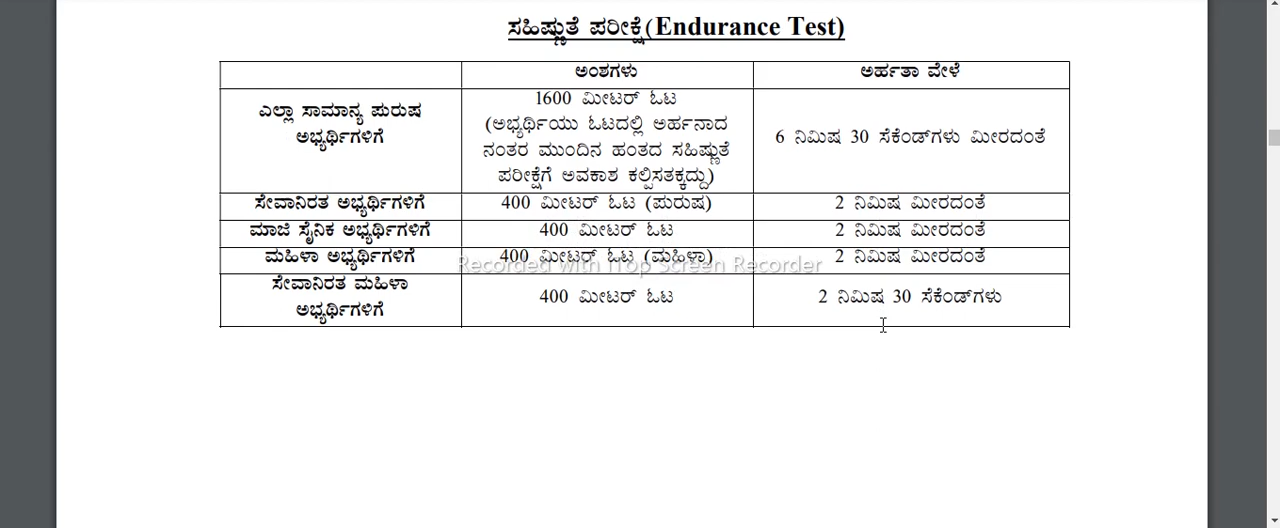 ಸಹಿಷ್ಣುತೆ ಪರೀಕ್ಷೆ(Endurance Test)
ಅಂಶಗಳು ಅರ್ಹತಾ ವೇಳೆ
ಎಲ್ಲಾ ಸಾಮಾನ್ಯ ಪುರುಷ
ಅಭ್ಯರ್ಥಿಗಳಿಗೆ
1600 ಮೀಟರ್ ಓಟ
(ಅಭ್ಯರ್ಥಿಯು ಓಟದಲ್ಲಿ ಅರ್ಹನಾದ
ನಂತರ ಮುಂದಿನ ಹಂತದ ಸಹಿಷ್ಣುತೆ
ಪರೀಕ್ಷೆಗೆ ಅವಕಾಶ ಕಲ್ಪಿಸತಕ್ಕದ್ದು)
6 ನಿಮಿಷ 30 ಸೆಕೆಂಡ್‌ಗಳು ಮೀರದಂತೆ
ಸೇವಾನಿರತ ಅಭ್ಯರ್ಥಿಗಳಿಗೆ 400 ಮೀಟರ್ ಓಟ (ಪುರುಷ) 2 ನಿಮಿಷ ಮೀರದಂತೆ
ಮಾಜಿ ಸೈನಿಕ ಅಭ್ಯರ್ಥಿಗಳಿಗೆ 400 ಮೀಟರ್ ಓಟ 2 ನಿಮಿಷ ಮೀರದಂತೆ
ಮಹಿಳಾ ಅಭ್ಯರ್ಥಿಗಳಿಗೆ 400 ಮೀಟರ್ ಓಟ (ಮಹಿಳಾ) 2 ನಿಮಿಷ ಮೀರದಂತೆ
Recorded with iTop Screen Recorder
ಸೇವಾನಿರತ ಮಹಿಳಾ
ಅಭ್ಯರ್ಥಿಗಳಿಗೆ
400 ಮೀಟರ್ ಓಟ 2 ನಿಮಿಷ 30 ಸೆಕೆಂಡ್‌ಗಳು